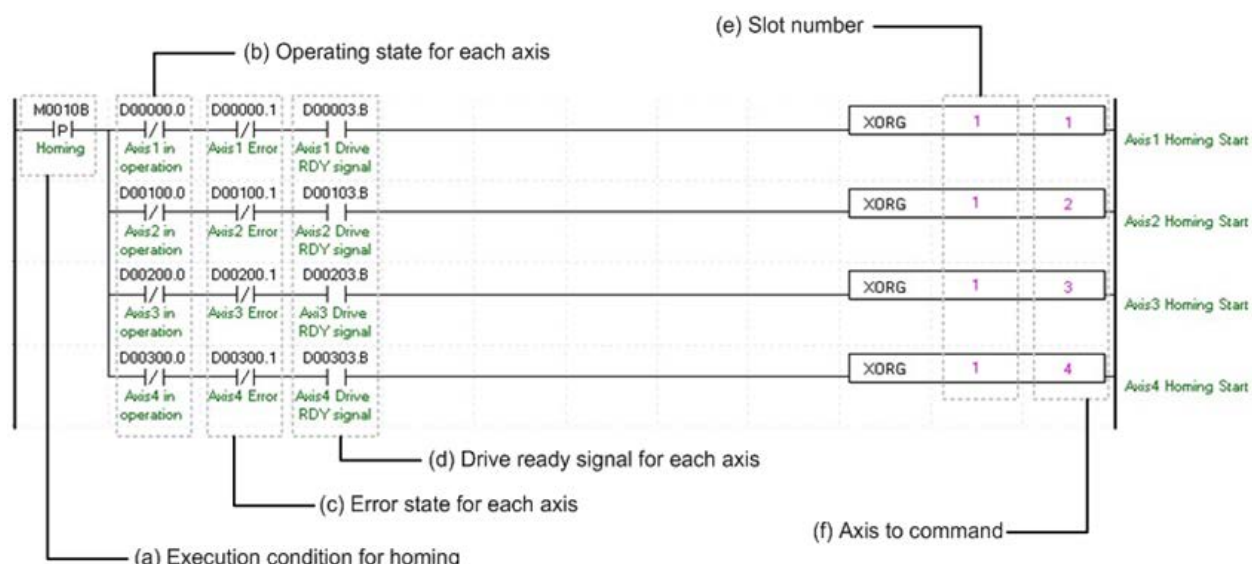 (e) Slot number
(b) Operating state for each axis
M0010B D00000.0 D00000.1 D00003.B
P XORG 1 1
Homing Axis1 in Axis1 Error Axis1 Drive Axis1 Homing Start
operation RDY signal
D00100.0 D00100.1 D00103.B
XORG 1 2
Axis2 in Axis2 Error Axis2 Drive Axis2 Homing Start
operation RDY signal
D00200.0 D00200.1 D00203.B
XORG 1 3
Axis3 in Axis3 Error Axi3 Drive Axis3 Homing Start
operation RDY signal
D00300.0 D00300.1 D00303.B
XORG 1 4
Axis4 in Axis4 Error Axis4 Drive Axis4 Homing Start
operation RDY signal
(d) Drive ready signal for each axis
(c) Error state for each axis
(f) Axis to command
(a) Execution condition for homing